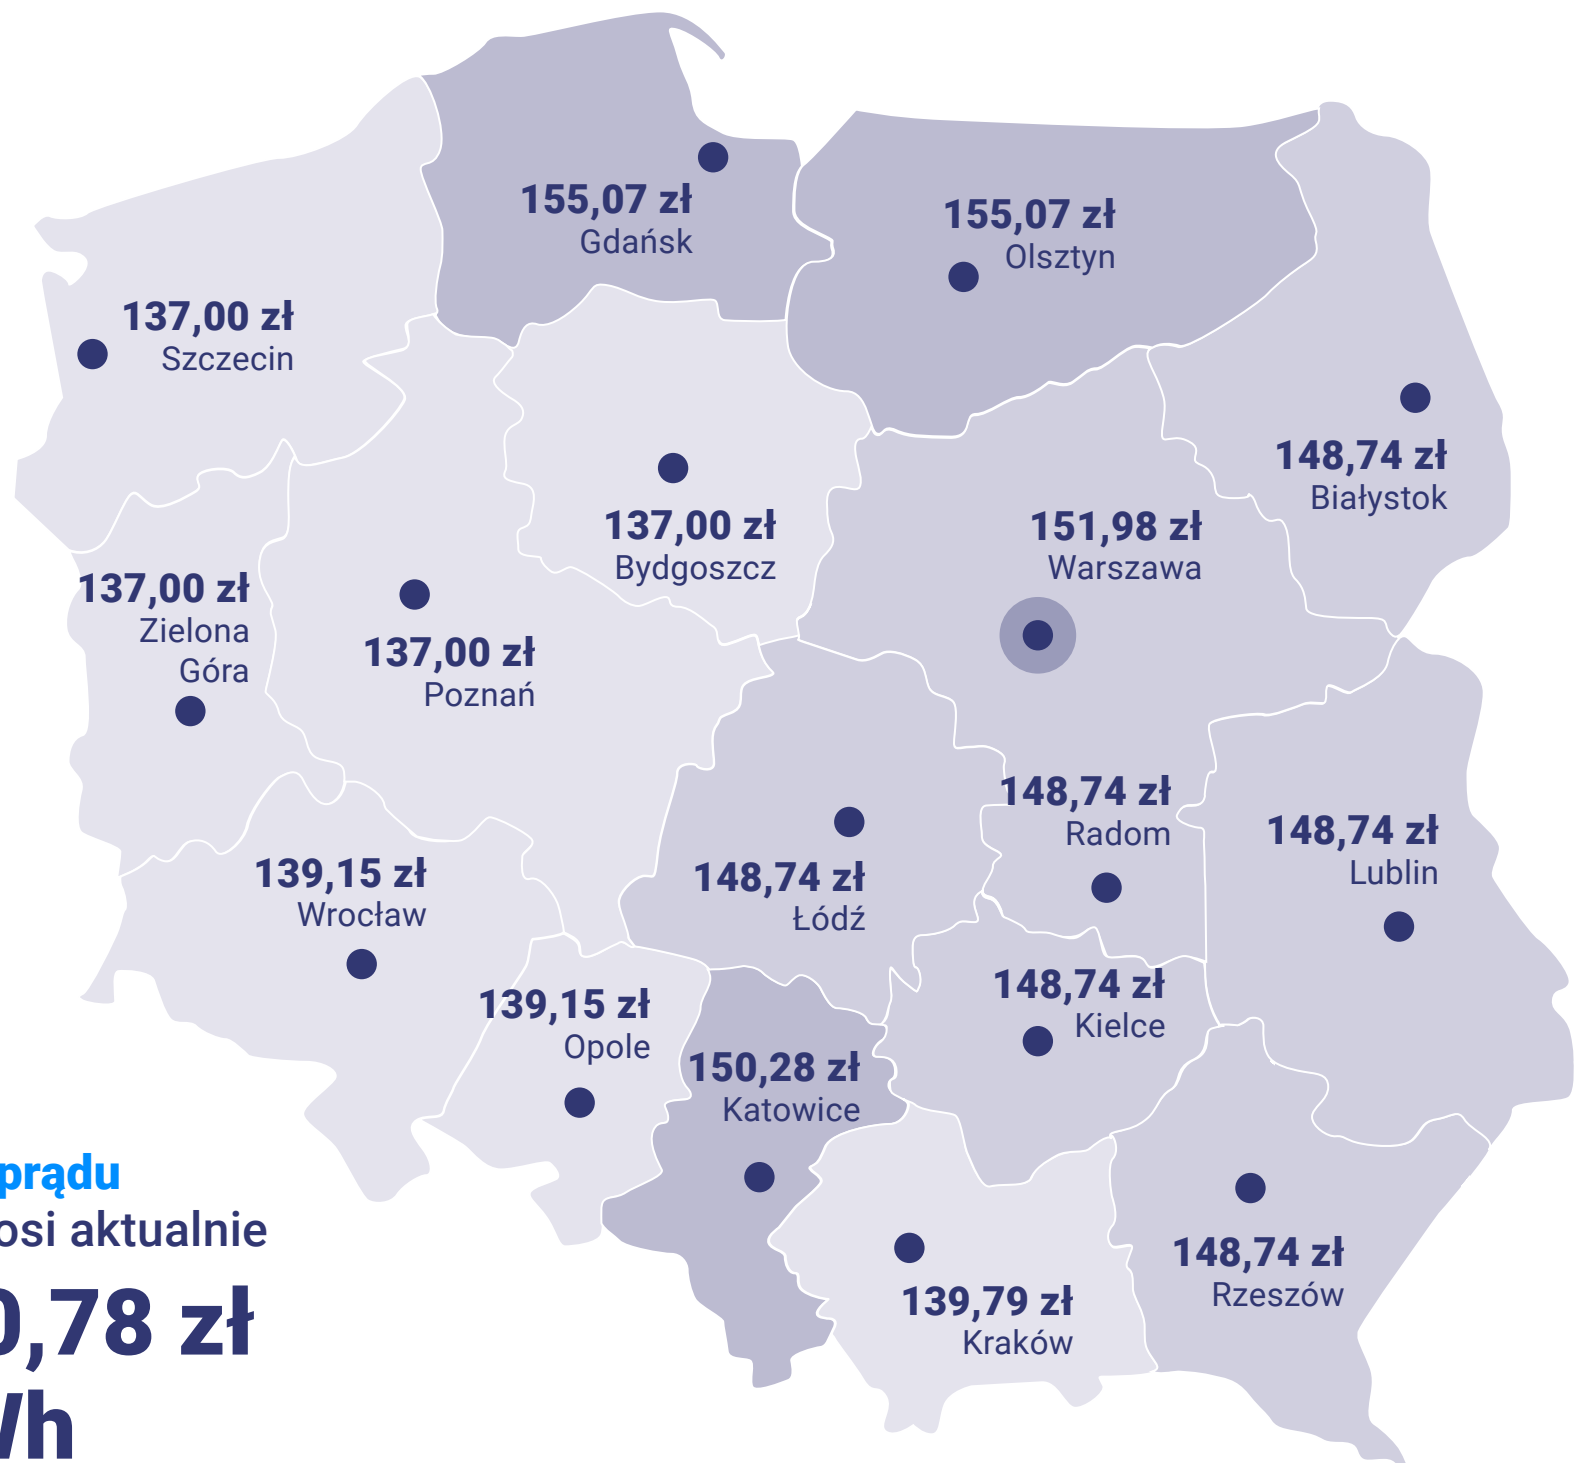 155,07 zł
Gdańsk
155,07 zł
Olsztyn
137,00 zł
Szczecin
148,74 zł
Białystok
137,00 zł
Bydgoszcz
151,98 zł
Warszawa
137,00 zł
Zielona
Góra
137,00 zł
Poznań
148,74 zł
Radom
148,74 zł
Lublin
139,15 zł
Wrocław
148,74 zł
Łódź
148,74 zł
Kielce
139,15 zł
Opole
150,28 zł
Katowice
148,74 zł
Rzeszów
139,79 zł
Kraków
prądu
osi aktualnie
0,78 zł
Wh